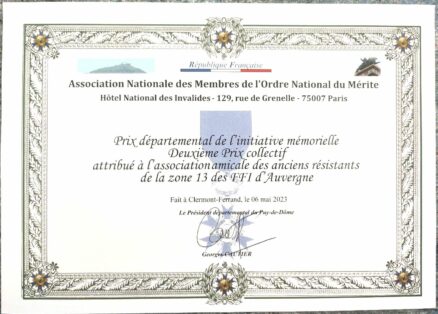 République Française
Association Nationale des Membres de l'Ordre National du Mérite
Hôtel National des Invalides - 129, rue de Grenelle - 75007 Paris
Prix départemental de l'initiative mémorielle
Deuxième Prix collectif
attribué à l'association amicale des anciens résistants
de la zone 13 des FFI d'Auvergne
Fait à Clermont-Ferrand, le 06 mai 2023
Le Président départemental du Puy-de-Dôme
Georges GAUTIER